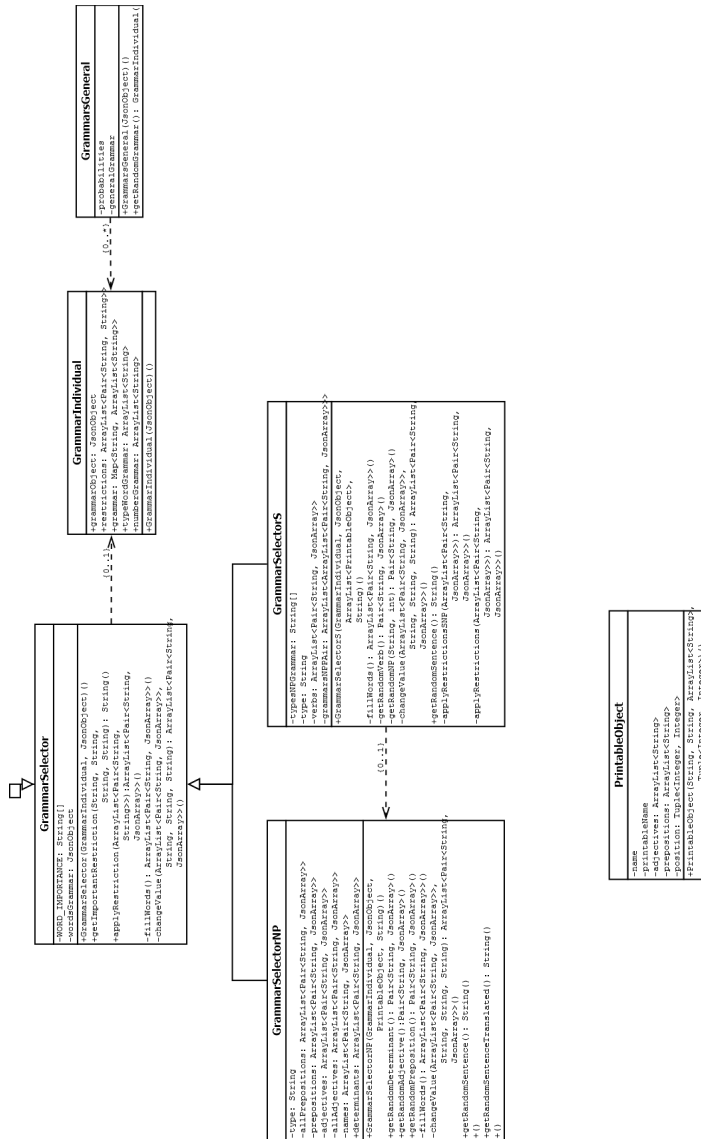 GrammarsGeneral
-probabilities
-generalGrammar
+GrammarsGeneral(JsonObject)()
+getRandomGrammar(): GrammarIndividual(
{0..*}
GrammarIndividual
+grammarObject: JsonObject
+restrictions: ArrayList<Pair<String, String>>
+grammar: Map<String, ArrayList<String>>
+typeWordGrammar: ArrayList<String>
+numberGrammar: ArrayList<String>
+GrammarIndividual(JsonObject)()
{0..1}
GrammarSelector
-WORD_IMPORTANCE: String[]
-wordsGrammar: JsonObject
+GrammarSelector(GrammarIndividual, JsonObject)()
+getImportantRestriction(String, String,
String, String): String()
+applyRestriction(ArrayList<Pair<String,
String>>):ArrayList<Pair<String,
JsonArray>>()
-fillWords(): ArrayList<Pair<String, JsonArray>>()
-changeValue(ArrayList<Pair<String, JsonArray>>,
String, String, String): ArrayList<Pair<String,
JsonArray>>()
GrammarSelectorS
-typesNPGrammar: String[]
-type: String
-verbs: ArrayList<Pair<String, JsonArray>>
-grammarsNPPAir: ArrayList<ArrayList<Pair<String, JsonArray>>>
+GrammarSelectorS(GrammarIndividual, JsonObject,
ArrayList<PrintableObject>,
String)()
-fillWords(): ArrayList<Pair<String, JsonArray>>()
-getRandomVerb(): Pair<String, JsonArray>()
-getRandomNP(String, int): Pair<String, JsonArray>()
-changeValue(ArrayList<Pair<String, JsonArray>>,
String, String, String): ArrayList<Pair<String,
JsonArray>>()
+getRandomSentence(): String()
-applyRestrictionsSNP(ArrayList<Pair<String,
JsonArray>>): ArrayList<Pair<String,
JsonArray>>()
-applyRestrictions(ArrayList<Pair<String,
JsonArray>>): ArrayList<Pair<String,
JsonArray>>()
{0..1}
GrammarSelectorNP
-type: String
-allPrepositions: ArrayList<Pair<String, JsonArray>>
-prepositions: ArrayList<Pair<String, JsonArray>>
-adjectives: ArrayList<Pair<String, JsonArray>>
-allAdjectives: ArrayList<Pair<String, JsonArray>>
-names: ArrayList<Pair<String, JsonArray>>
+determinants: ArrayList<Pair<String, JsonArray>>
+GrammarSelectorNP(GrammarIndividual, JsonObject,
PrintableObject, String)()
+getRandomDeterminant(): Pair<String, JsonArray>()
+getRandomAdjective():Pair<String, JsonArray>()
+getRandomPreposition(): Pair<String, JsonArray>()
-fillWords(): ArrayList<Pair<String, JsonArray>>()
-changeValue(ArrayList<Pair<String, JsonArray>>,
String, String, String): ArrayList<Pair<String,
JsonArray>>()
+getRandomSentence(): String()
+()
+getRandomSentenceTranslated(): String()
+()
PrintableObject
-name
-printableName
-adjectives: ArrayList<String>
-prepositions: ArrayList<String>
-position: Tuple<Integer, Integer>
+PrintableObject(String, String, ArrayList<String>,
Tuple<Integer, Integer>)()